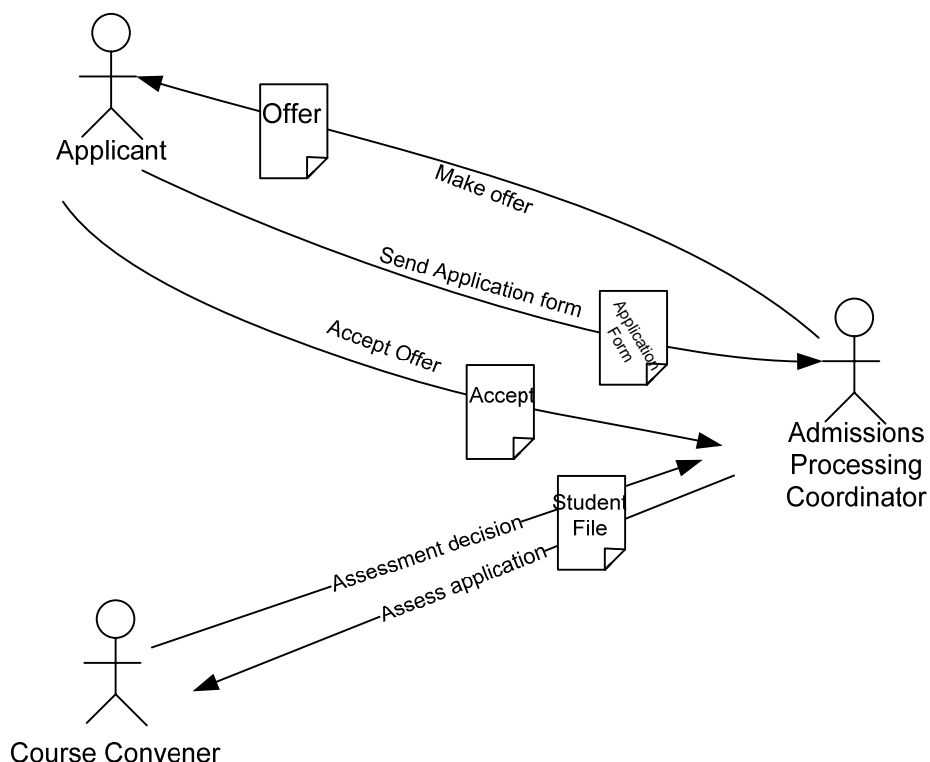 Offer
Applicant
Make offer
Send Application form
Application
Form
Accept Offer
Accept
Admissions
Processing
Coordinator
Student
File
Assessment decision
Assess application
Course Convener